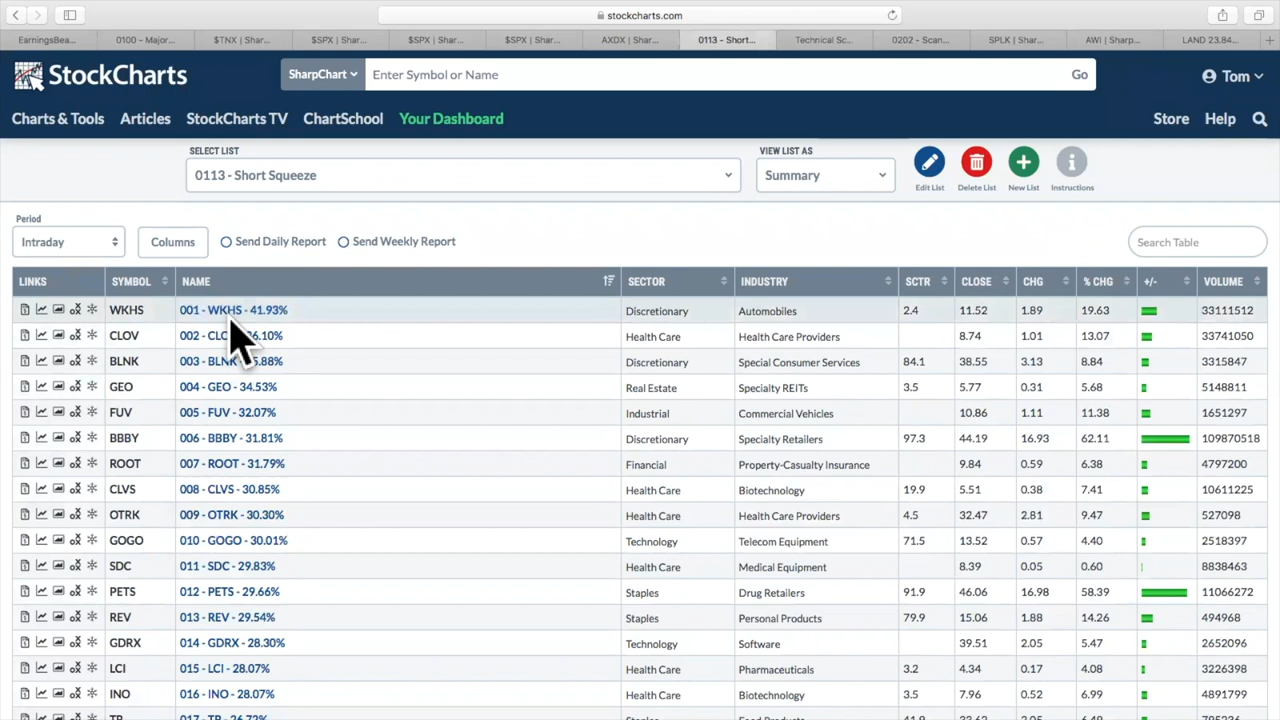 stockcharts.com
EarningsBea...
0100 - Major...
$TNX | Shar...
$SPX | Shar...
$SPX | Shar...
$SPX | Shar...
AXDX | Shar...
0113 - Short...
Technical Sc...
0202 - Scan...
SPLK | Shar...
AWI | Sharp...
LAND 23.84...
StockCharts
SharpChart
Enter Symbol or Name
Go
Tom
Charts & Tools Articles StockCharts TV ChartSchool Your Dashboard Store Help
SELECT LIST
VIEW LIST AS
0113 - Short Squeeze
Summary
Edit List Delete List New List Instructions
Period
Intraday
Columns
Send Daily Report
Send Weekly Report
Search Table
LINKS SYMBOL NAME SECTOR INDUSTRY SCTR CLOSE CHG % CHG +/- VOLUME
WKHS 001 - WKHS - 41.93% Discretionary Automobiles 2.4 11.52 1.89 19.63 33111512
CLOV 002 - Health Care Health Care Providers 8.74 1.01 13.07 33741050
BLNK 003 - BLNK Discretionary Special Consumer Services 84.1 38.55 3.13 8.84 3315847
GEO 004 - GEO - 34.53% Real Estate Specialty REITs 3.5 5.77 0.31 5.68 5148811
FUV 005 - FUV - 32.07% Industrial Commercial Vehicles 10.86 1.11 11.38 1651297
BBBY 006 - BBBY - 31.81% Discretionary Specialty Retailers 97.3 44.19 16.93 62.11 109870518
ROOT 007 - ROOT - 31.79% Financial Property-Casualty Insurance 9.84 0.59 6.38 4797200
CLVS 008 - CLVS - 30.85% Health Care Biotechnology 19.9 5.51 0.38 7.41 10611225
OTRK 009 - OTRK - 30.30% Health Care Health Care Providers 4.5 32.47 2.81 9.47 527098
GOGO 010 - GOGO - 30.01% Technology Telecom Equipment 71.5 13.52 0.57 4.40 2518397
SDC 011 - SDC - 29.83% Health Care Medical Equipment 8.39 0.05 0.60 8838463
PETS 012 - PETS - 29.66% Staples Drug Retailers 91.9 46.06 16.98 58.39 11066272
REV 013 - REV - 29.54% Staples Personal Products 79.9 15.06 1.88 14.26 494968
GDRX 014 - GDRX - 28.30% Technology Software 39.51 2.05 5.47 2652096
LCI 015 - LCI - 28.07% Health Care Pharmaceuticals 3.2 4.34 0.17 4.08 3226398
INO 016 - INO - 28.07% Health Care Biotechnology 3.5 7.96 0.52 6.99 4891799